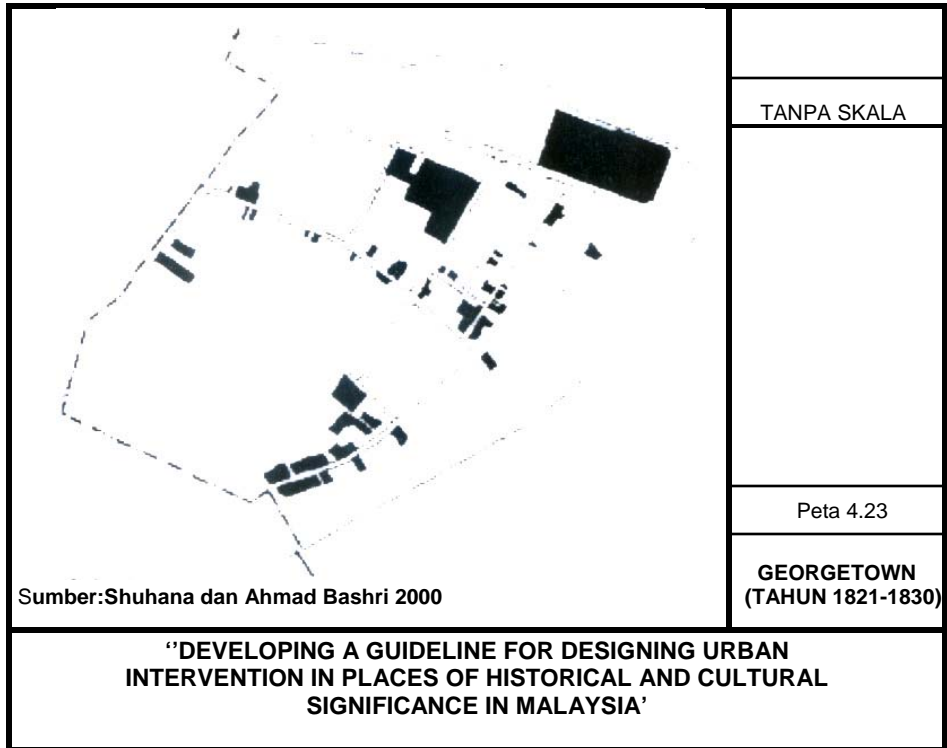 TANPA SKALA
Peta 4.23
GEORGETOWN
(TAHUN 1821-1830)
Sumber:Shuhana dan Ahmad Bashri 2000
‘’DEVELOPING A GUIDELINE FOR DESIGNING URBAN
INTERVENTION IN PLACES OF HISTORICAL AND CULTURAL
SIGNIFICANCE IN MALAYSIA’